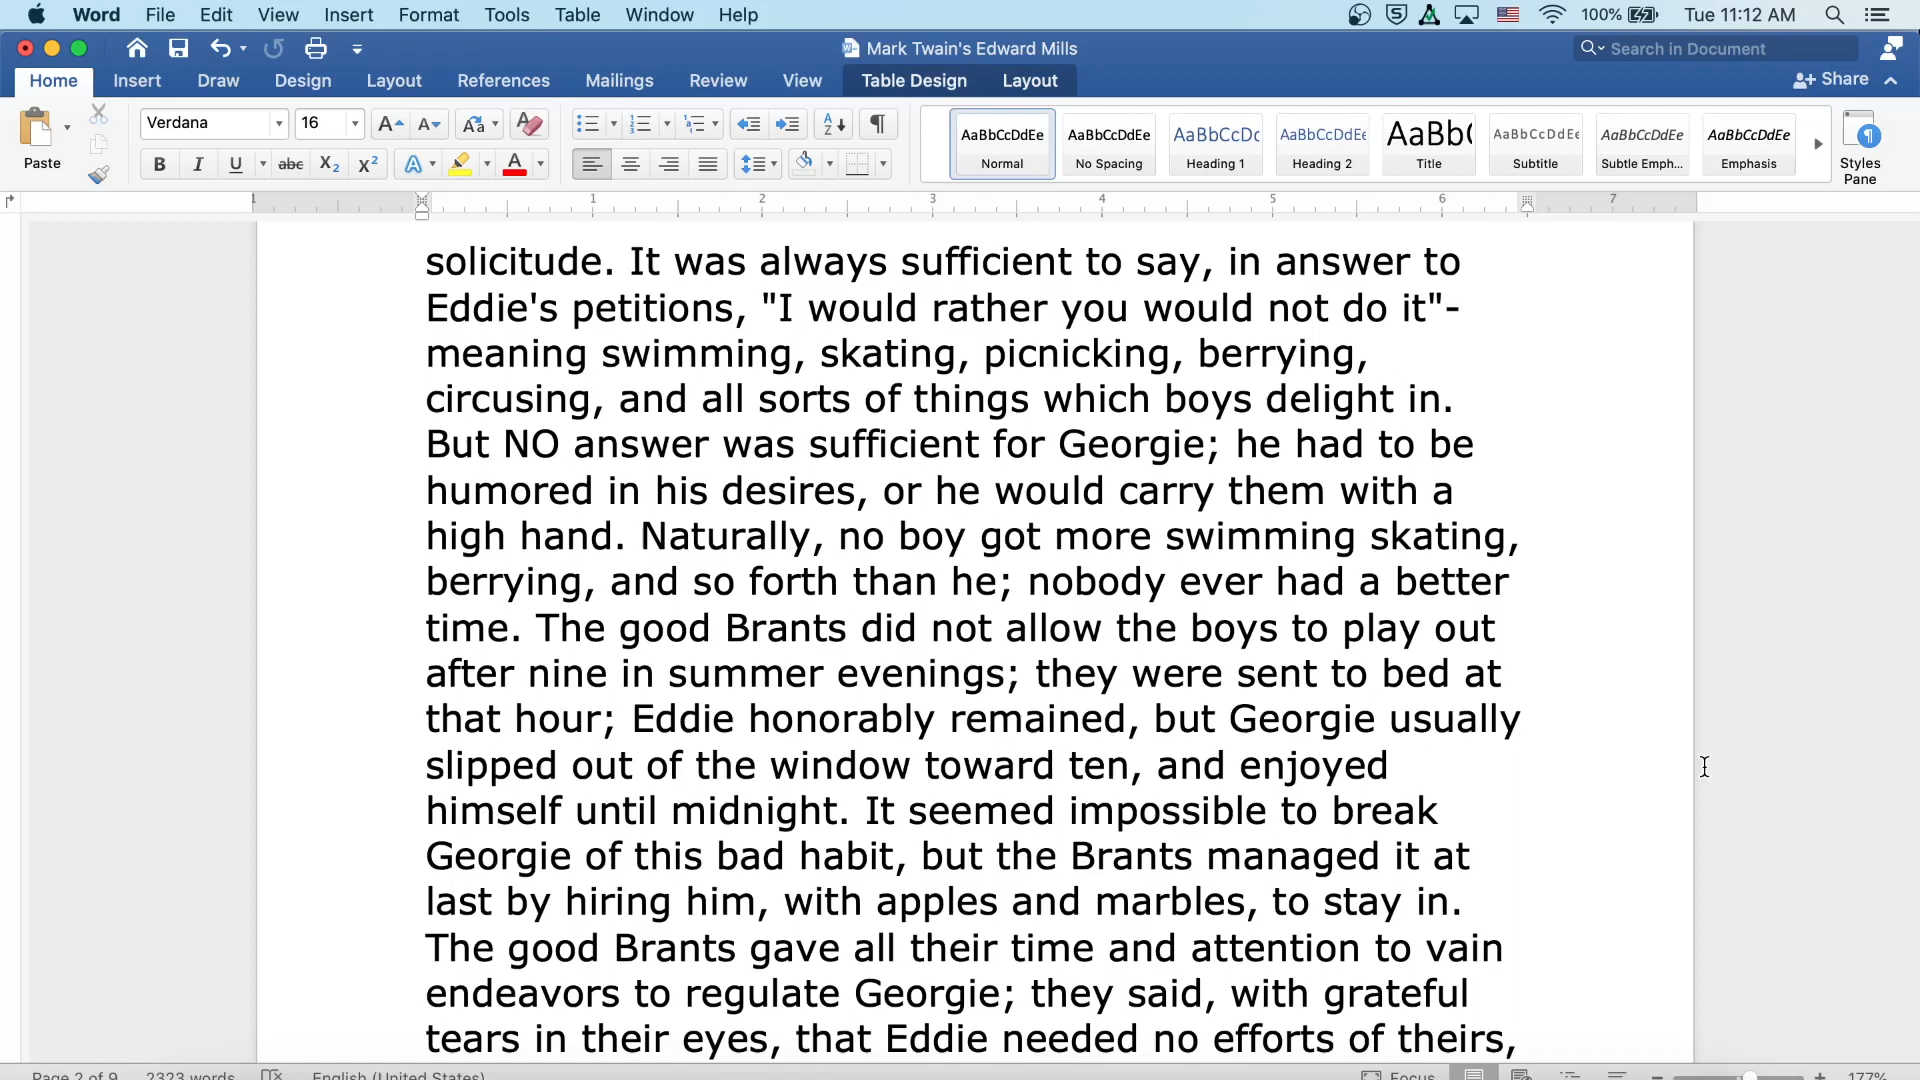 Word File Edit View Insert Format Tools Table Window Help 100% Tue 11:12 AM
Mark Twain's Edward Mills
Search in Document
Home Insert Draw Design Layout References Mailings Review View Table Design Layout Share
Verdana 16
AaBbCcDdEe AaBbCcDdEe AaBbCcDc AaBbCcDdEe AaBb( AaBbCcDdEe AaBbCcDdEe AaBbCcDdEe
Paste Normal No Spacing Heading 1 Heading 2 Title Subtitle Subtle Emph... Emphasis Styles
Pane
1 1 2 3 4 5 6 7
solicitude. It was always sufficient to say, in answer to
Eddie's petitions, "I would rather you would not do it"-
meaning swimming, skating, picnicking, berrying,
circusing, and all sorts of things which boys delight in.
But NO answer was sufficient for Georgie; he had to be
humored in his desires, or he would carry them with a
high hand. Naturally, no boy got more swimming skating,
berrying, and so forth than he; nobody ever had a better
time. The good Brants did not allow the boys to play out
after nine in summer evenings; they were sent to bed at
that hour; Eddie honorably remained, but Georgie usually
slipped out of the window toward ten, and enjoyed
himself until midnight. It seemed impossible to break
Georgie of this bad habit, but the Brants managed it at
last by hiring him, with apples and marbles, to stay in.
The good Brants gave all their time and attention to vain
endeavors to regulate Georgie; they said, with grateful
tears in their eyes, that Eddie needed no efforts of theirs,
Page 2 of 9 2323 words English (United States) Focus 177%